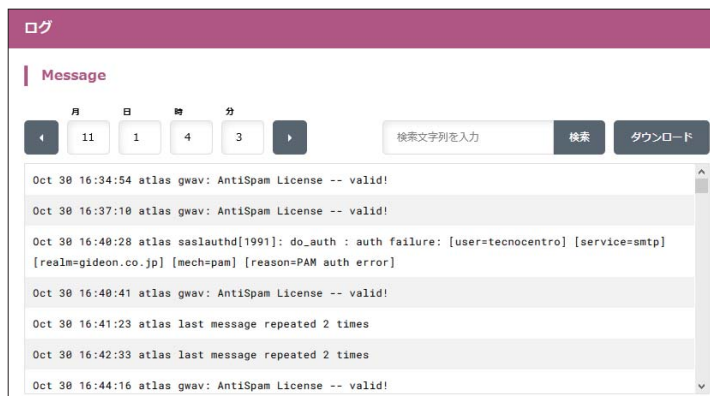 ログ
Message
月 日 時 分
11 1 4 3 検索文字列を入力 検索 ダウンロード
Oct 30 16:34:54 atlas gwav: AntiSpam License -- valid!
Oct 30 16:37:10 atlas gwav: AntiSpam License -- valid!
Oct 30 16:40:28 atlas saslauthd[1991]: do_auth : auth failure: [user=tecnocentro] [service=smtp]
[realm=gideon.co.jp] [mech=pam] [reason=PAM auth error]
Oct 30 16:40:41 atlas gwav: AntiSpam License -- valid!
Oct 30 16:41:23 atlas last message repeated 2 times
Oct 30 16:42:33 atlas last message repeated 2 times
Oct 30 16:44:16 atlas gwav: AntiSpam License -- valid!